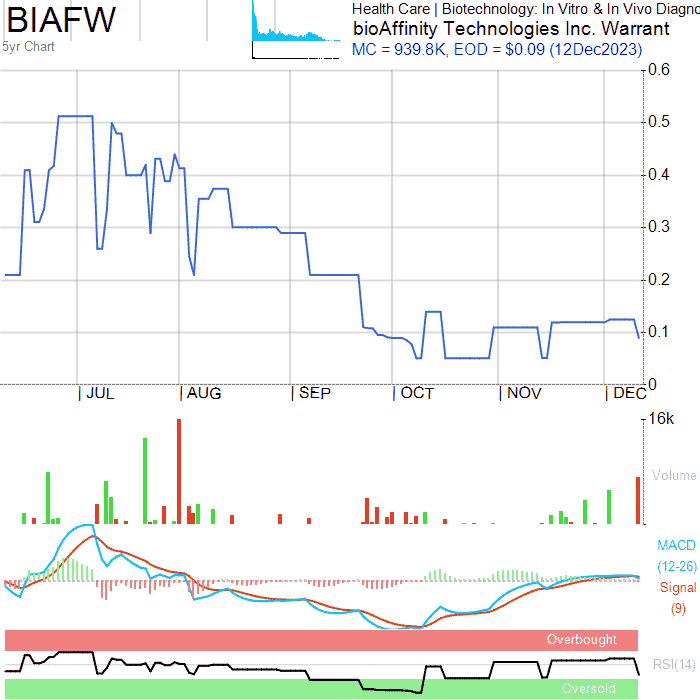 BIAFW
5yr Chart
Health Care | Biotechnology: In Vitro & In Vivo Diagno
bioAffinity Technologies Inc. Warrant
MC = 939.8K, EOD = $0.09 (12Dec2023)
0.6
0.5
0.4
0.3
0.2
0.1
0
| JUL | AUG | SEP | OCT | NOV | DEC
16k
Volume
MACD
(12-26)
Signal
(9)
Overbought
RSI(14)
Oversold